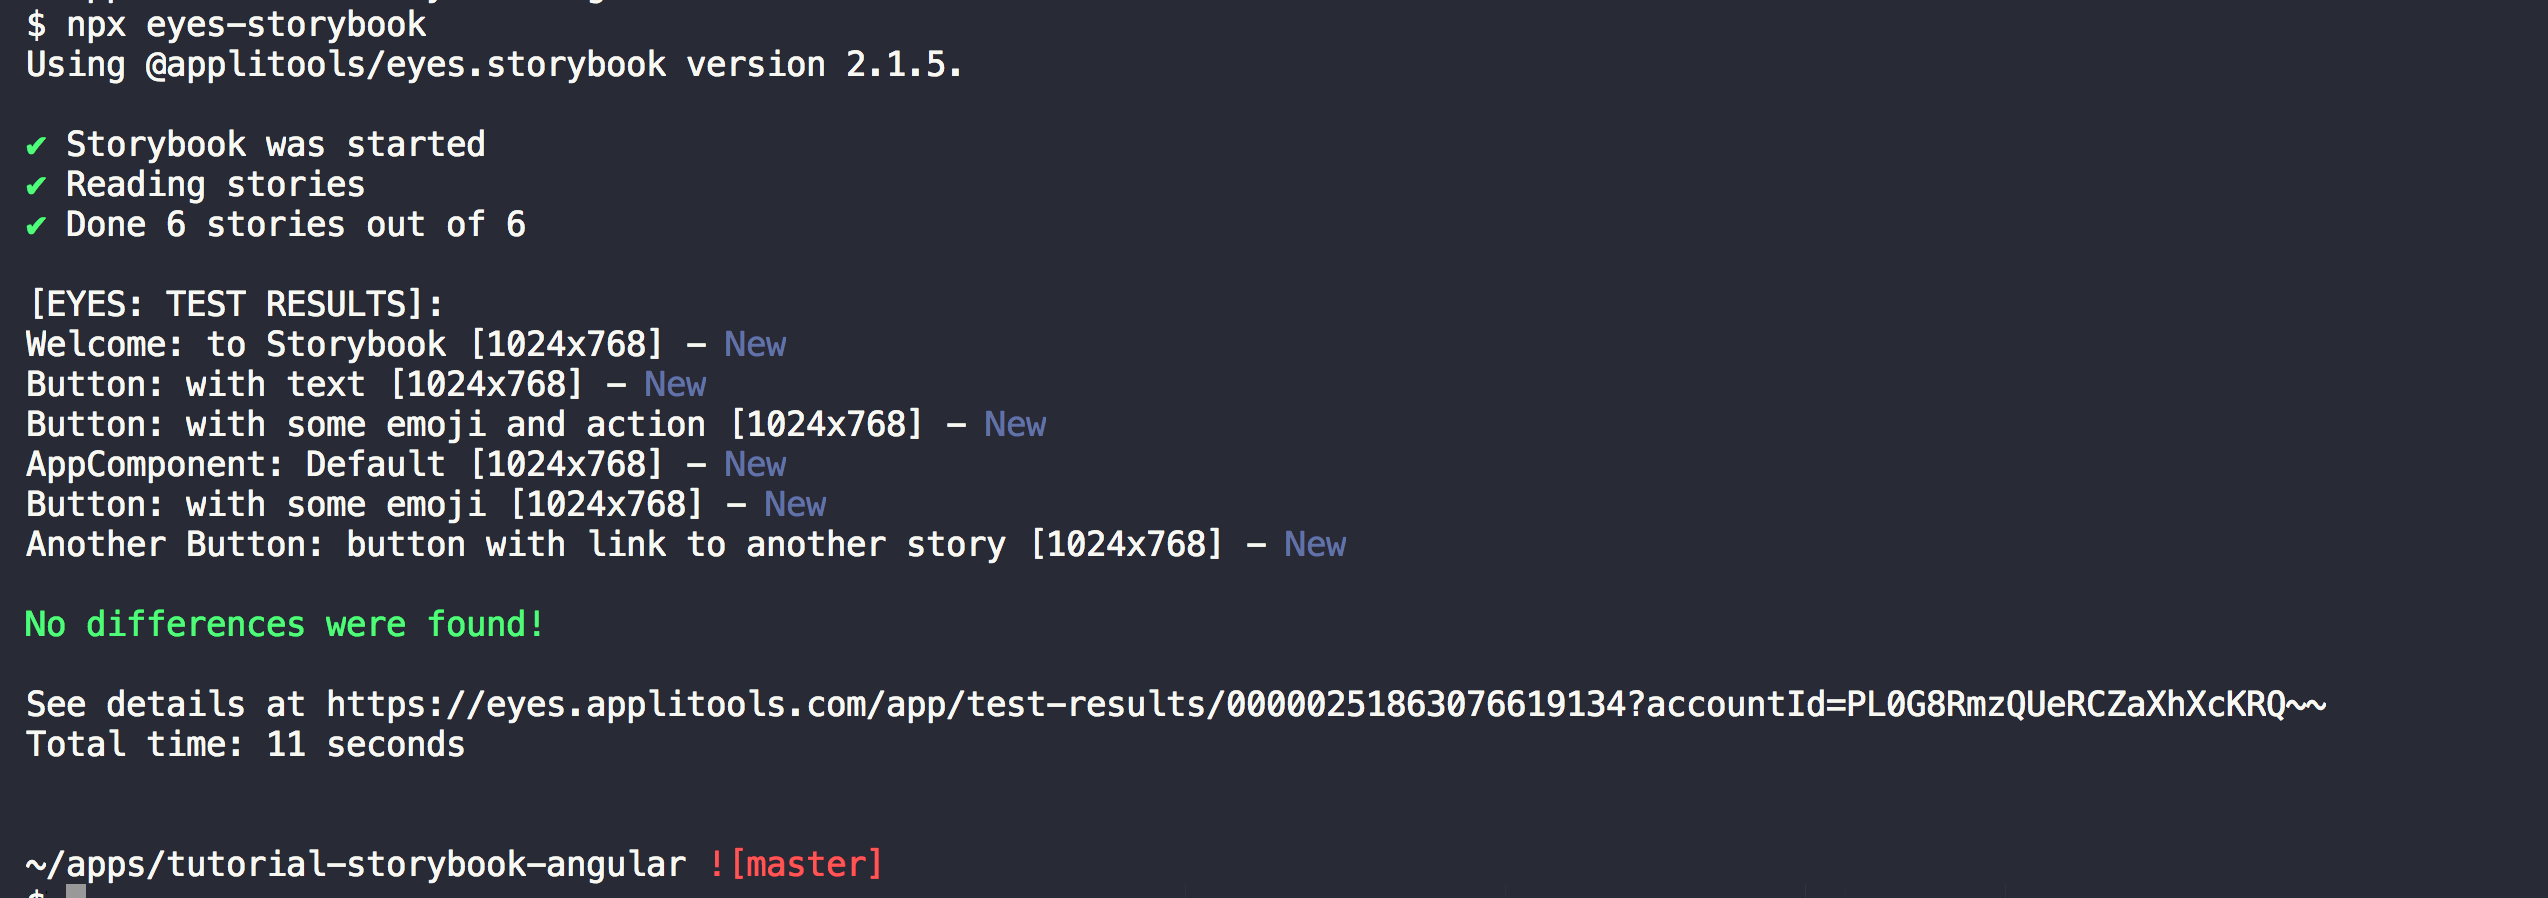 $ npx eyes-storybook
Using @applitools/eyes.storybook version 2.1.5.
✔ Storybook was started
✔ Reading stories
✔ Done 6 stories out of 6
[EYES: TEST RESULTS]:
Welcome: to Storybook [1024x768] - New
Button: with text [1024x768] - New
Button: with some emoji and action [1024x768] - New
AppComponent: Default [1024x768] - New
Button: with some emoji [1024x768] - New
Another Button: button with link to another story [1024x768] - New
No differences were found!
See details at https://eyes.applitools.com/app/test-results/00000251863076619134?accountId=PL0G8RmzQUeRCZaXhXcKRQ~~
Total time: 11 seconds
~/apps/tutorial-storybook-angular ![master]
$